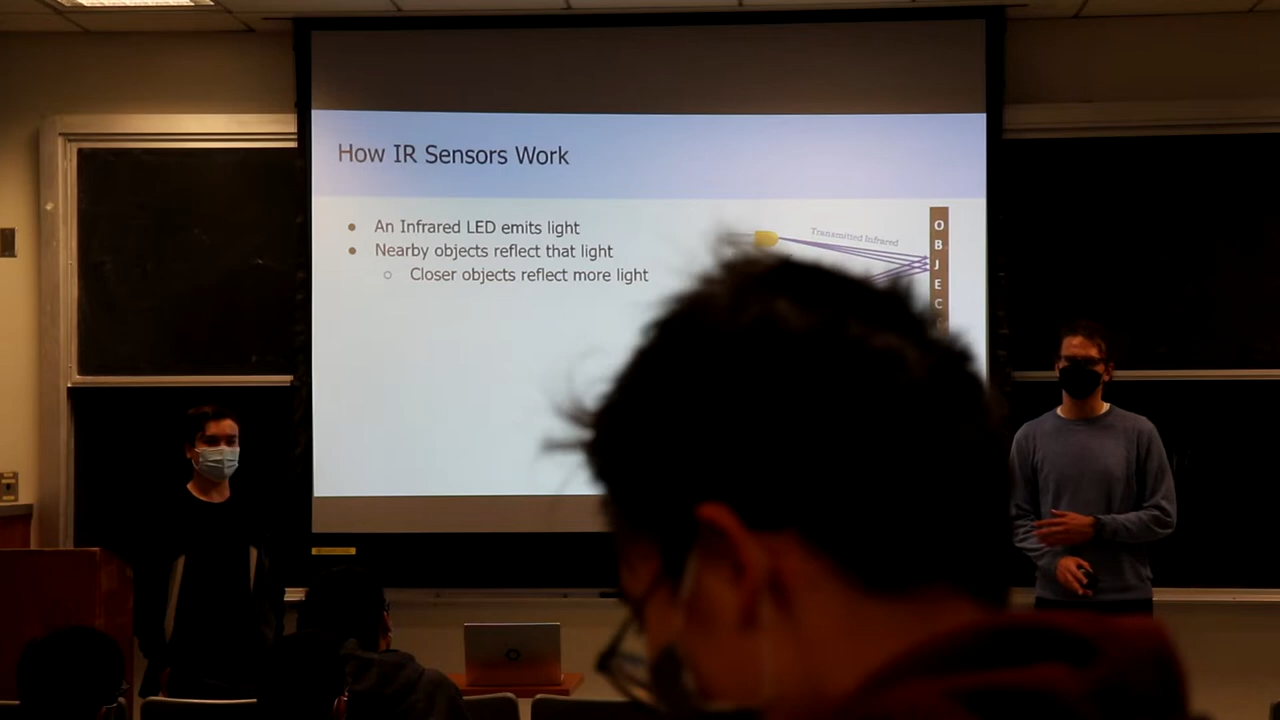 How IR Sensors Work
● An Infrared LED emits light
● Nearby objects reflect that light
○ Closer objects reflect more light
Transmitted Infrared
O
B
J
E
C